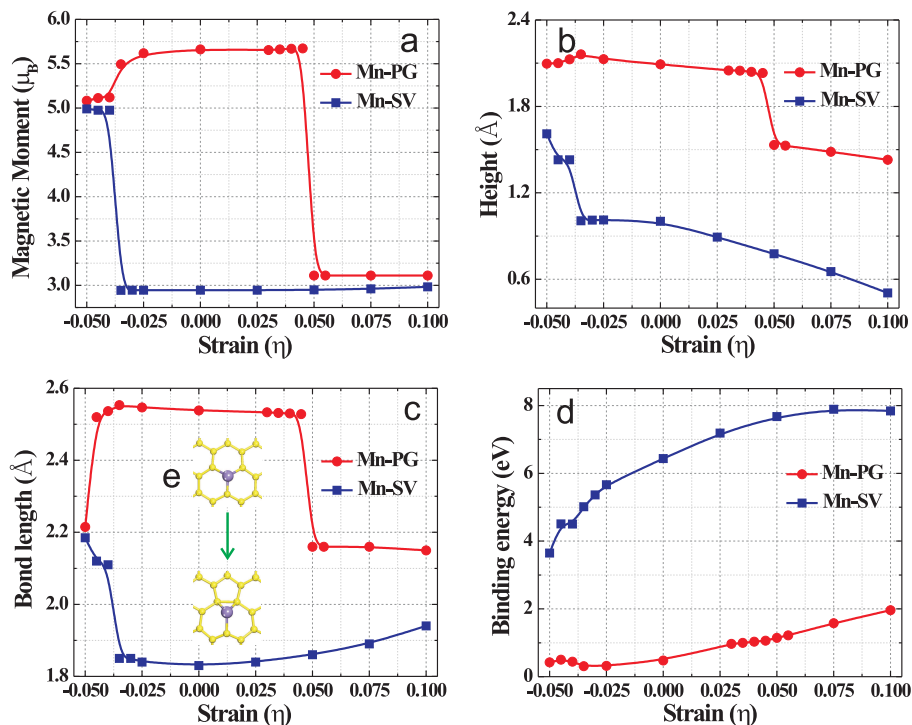 a
Magnetic Moment (μB)
6.0
5.5
5.0
4.5
4.0
3.5
3.0
Mn-PG
Mn-SV
-0.050 -0.025 0.000 0.025 0.050 0.075 0.100
Strain (η)
b
Height (Å)
2.4
1.8
1.2
0.6
Mn-PG
Mn-SV
-0.050 -0.025 0.000 0.025 0.050 0.075 0.100
Strain (η)
c
Bond length (Å)
2.6
2.4
2.2
2.0
1.8
e
Mn-PG
Mn-SV
-0.050 -0.025 0.000 0.025 0.050 0.075 0.100
Strain (η)
d
Binding energy (eV)
8
6
4
2
0
Mn-PG
Mn-SV
-0.050 -0.025 0.000 0.025 0.050 0.075 0.100
Strain (η)